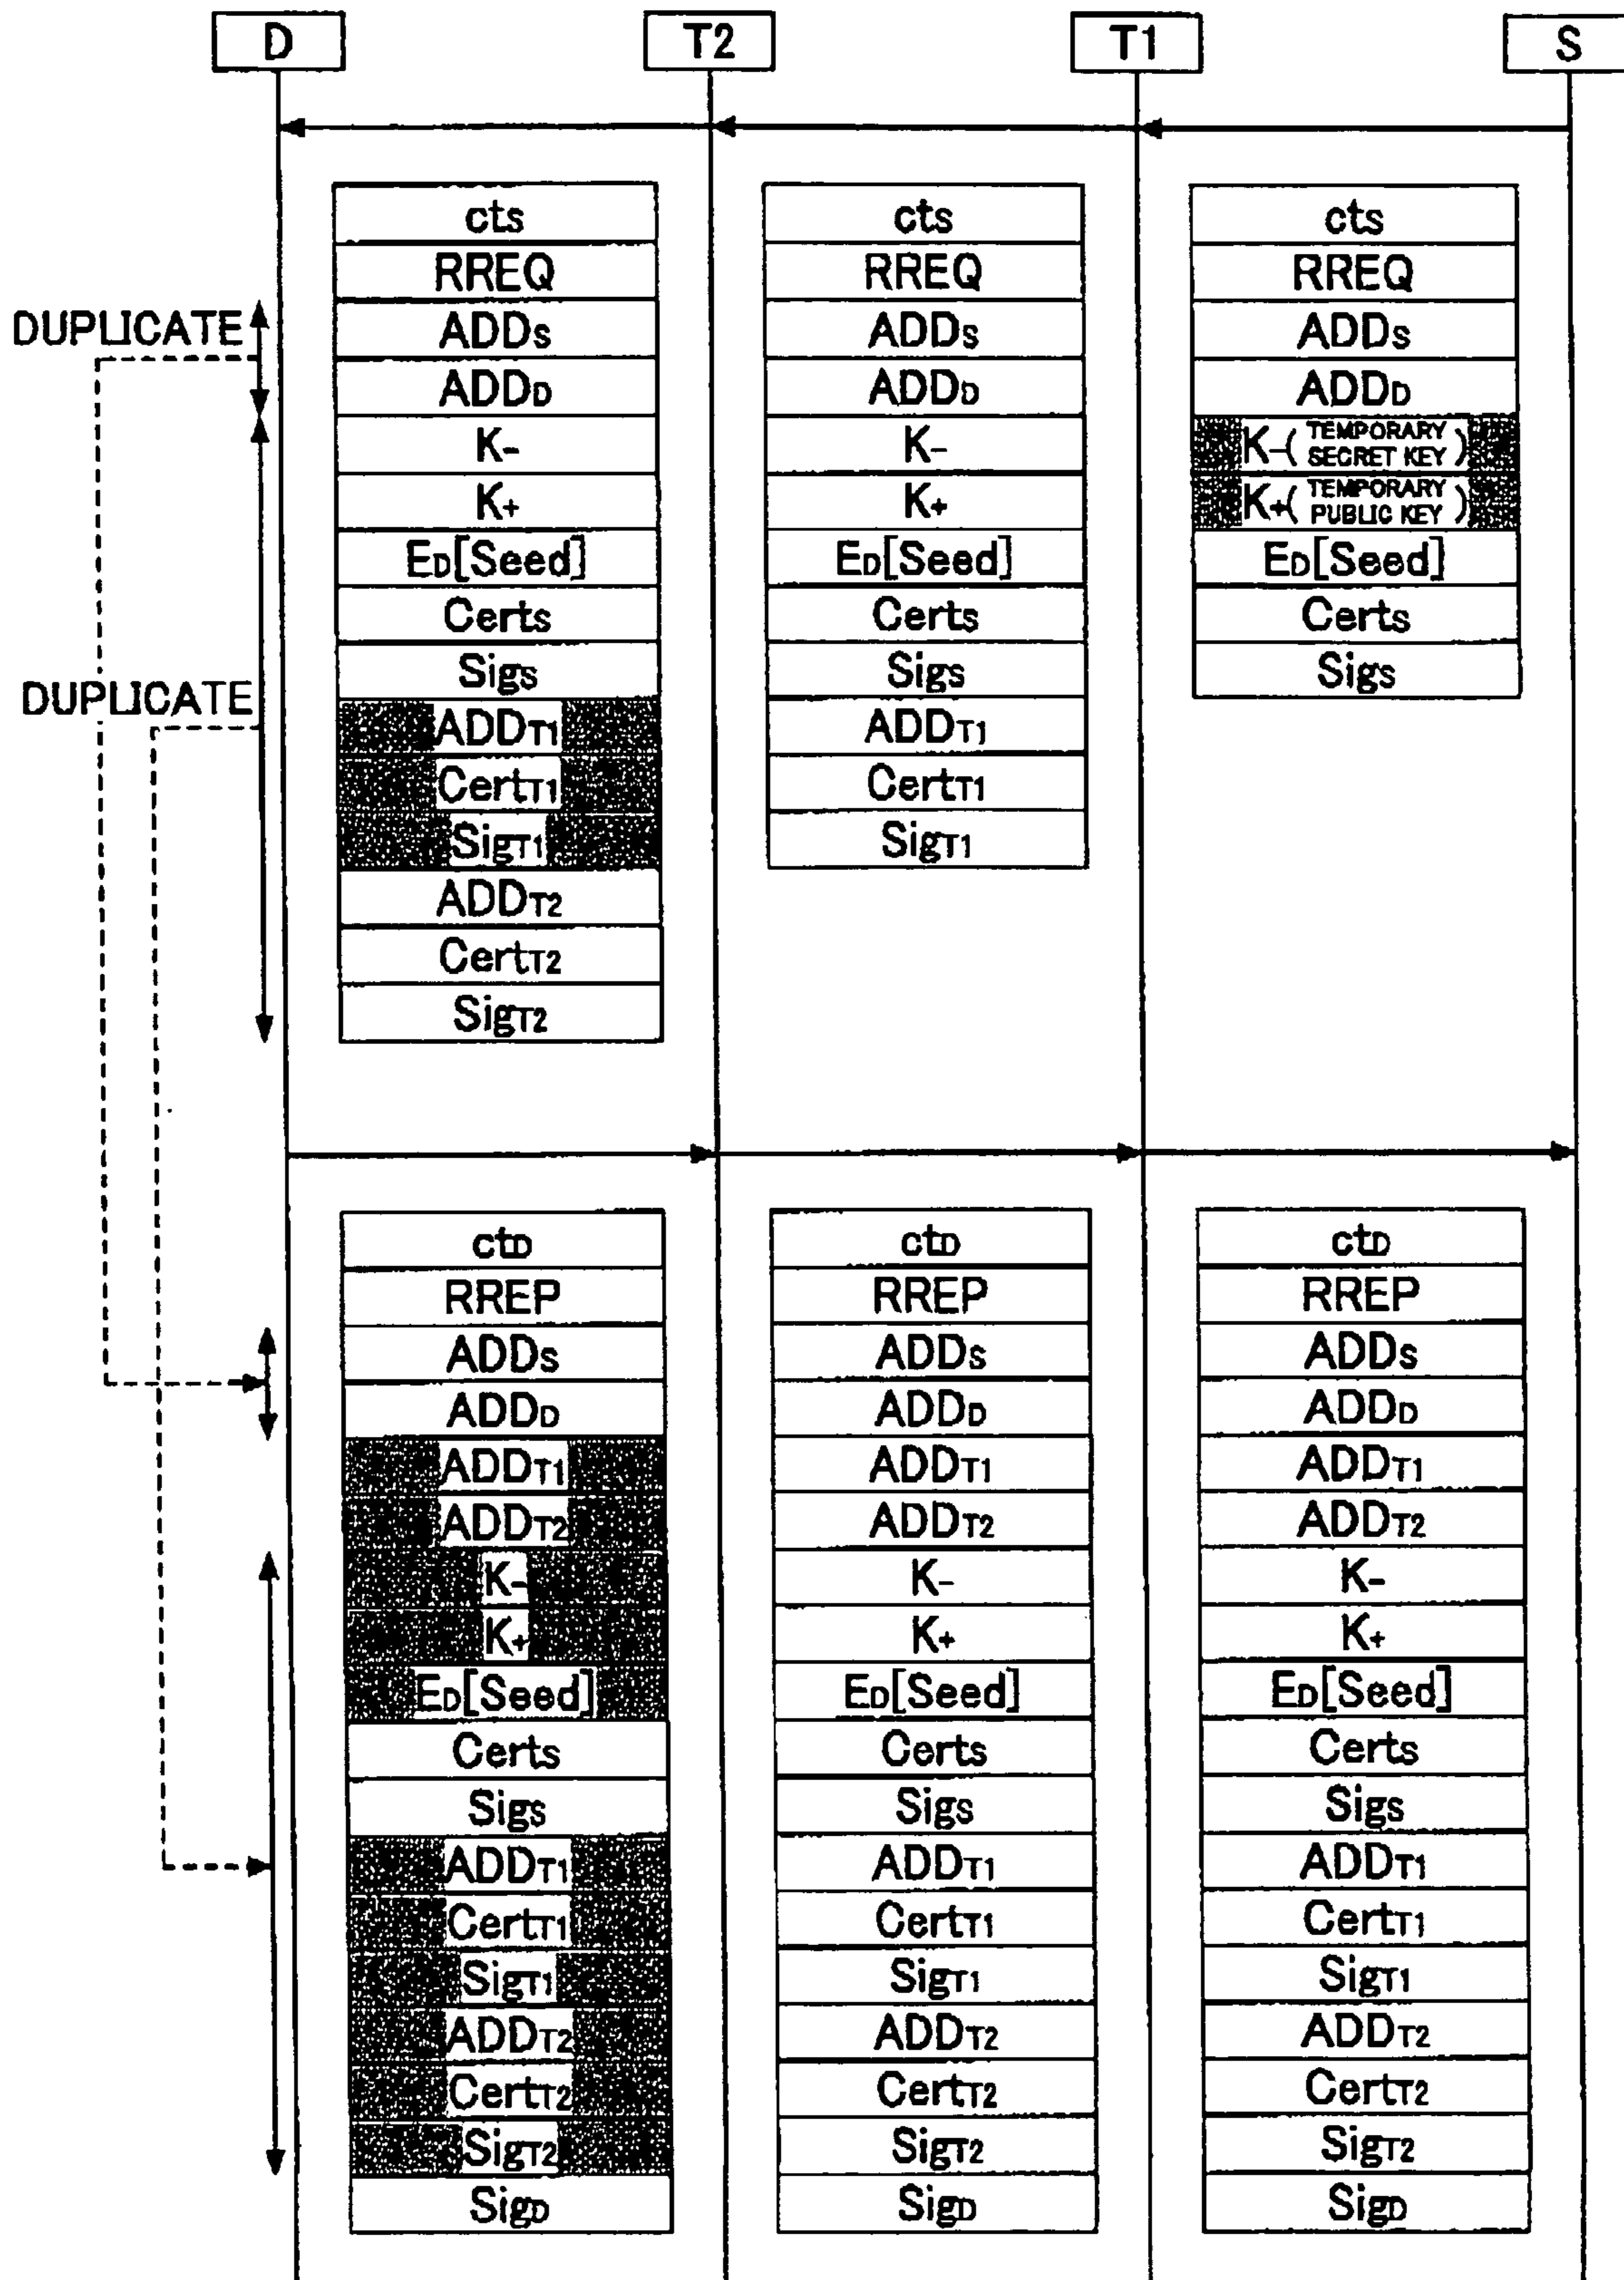 D
T2
T1
S
DUPLICATE
DUPLICATE
cts
RREQ
ADDS
ADDD
K-
K+
ED[Seed]
Certs
Sigs
ADDT1
CertT1
SigT1
ADDT2
CertT2
SigT2
cts
RREQ
ADDS
ADDD
K-
K+
ED[Seed]
Certs
Sigs
ADDT1
CertT1
SigT1
cts
RREQ
ADDS
ADDD
K-( TEMPORARY
SECRET KEY )
K+( TEMPORARY
PUBLIC KEY )
ED[Seed]
Certs
Sigs
ctD
RREP
ADDS
ADDD
ADDT1
ADDT2
K-
K+
ED[Seed]
Certs
Sigs
ADDT1
CertT1
SigT1
ADDT2
CertT2
SigT2
SigD
ctD
RREP
ADDS
ADDD
ADDT1
ADDT2
K-
K+
ED[Seed]
Certs
Sigs
ADDT1
CertT1
SigT1
ADDT2
CertT2
SigT2
SigD
ctD
RREP
ADDS
ADDD
ADDT1
ADDT2
K-
K+
ED[Seed]
Certs
Sigs
ADDT1
CertT1
SigT1
ADDT2
CertT2
SigT2
SigD